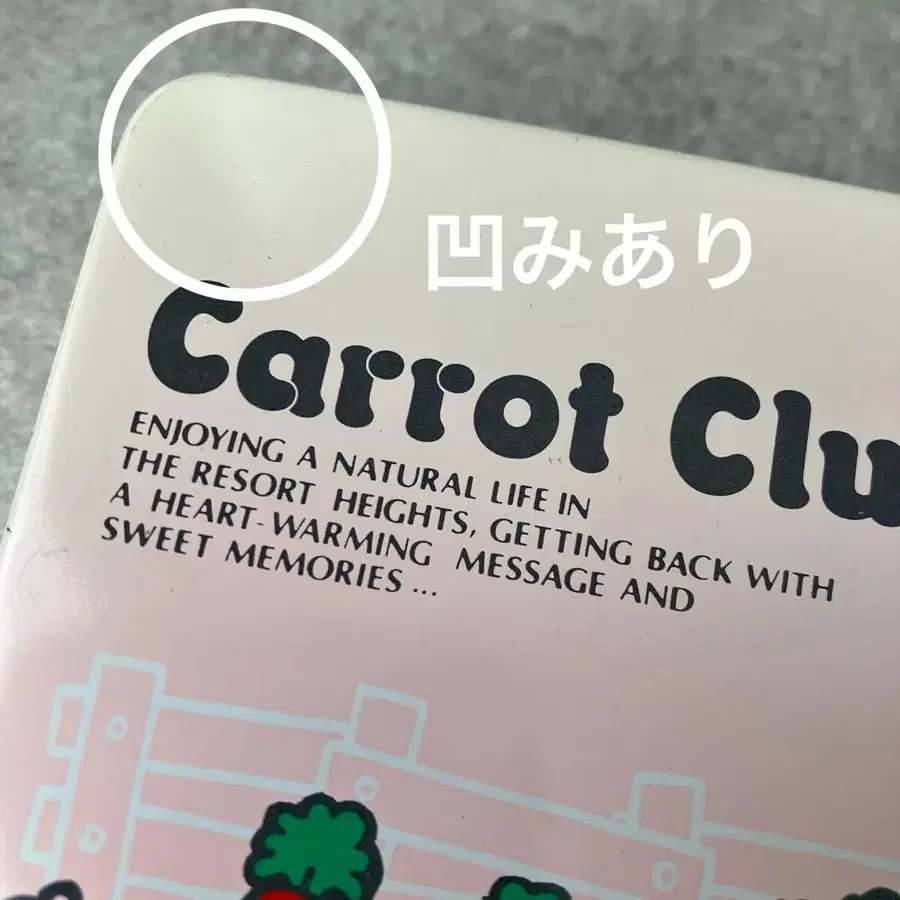 凹みあり
Carrot Clu
ENJOYING A NATURAL LIFE IN
THE RESORT HEIGHTS, GETTING BACK WITH
A HEART-WARMING MESSAGE AND
SWEET MEMORIES...